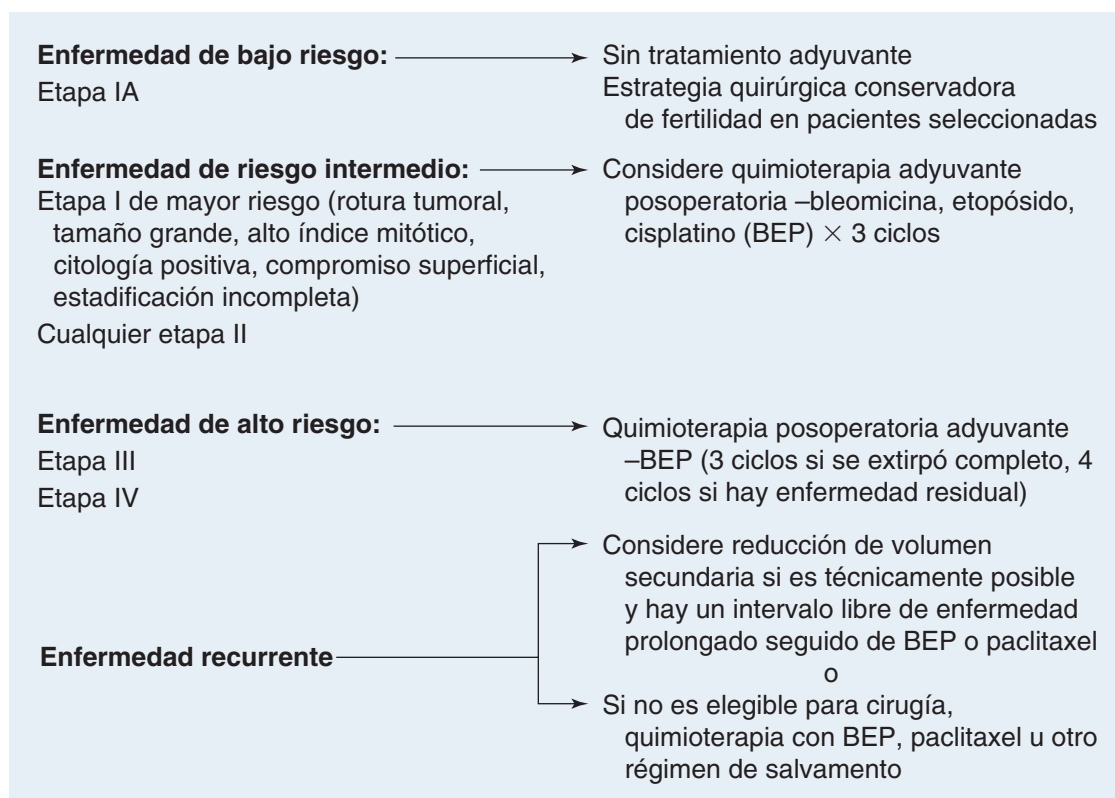 Enfermedad de bajo riesgo:
Etapa IA
Sin tratamiento adyuvante
Estrategia quirúrgica conservadora
de fertilidad en pacientes seleccionadas
Enfermedad de riesgo intermedio:
Etapa I de mayor riesgo (rotura tumoral,
tamaño grande, alto índice mitótico,
citología positiva, compromiso superficial,
estadificación incompleta)
Cualquier etapa II
Considere quimioterapia adyuvante
posoperatoria –bleomicina, etopósido,
cisplatino (BEP) × 3 ciclos
Enfermedad de alto riesgo:
Etapa III
Etapa IV
Quimioterapia posoperatoria adyuvante
–BEP (3 ciclos si se extirpó completo, 4
ciclos si hay enfermedad residual)
Enfermedad recurrente
Considere reducción de volumen
secundaria si es técnicamente posible
y hay un intervalo libre de enfermedad
prolongado seguido de BEP o paclitaxel
o
Si no es elegible para cirugía,
quimioterapia con BEP, paclitaxel u otro
régimen de salvamento